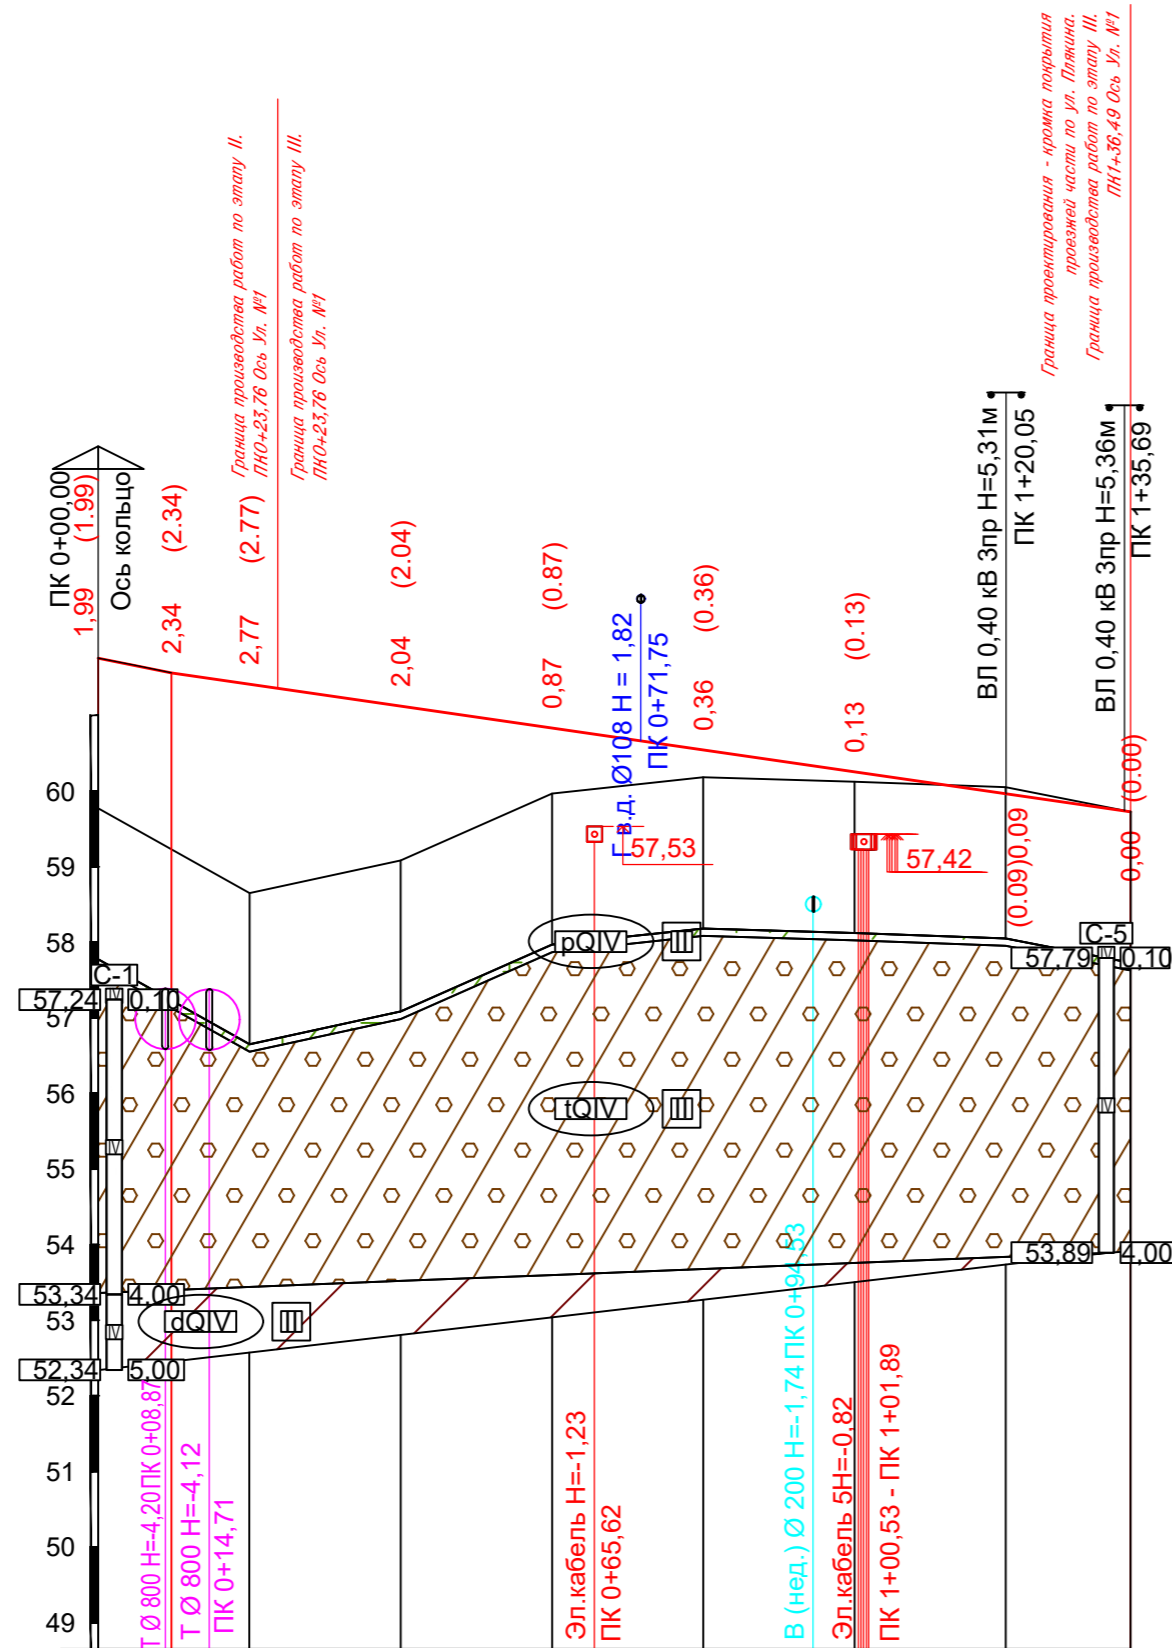 Граница производства работ по этапу II.
ПК0+23,76 Ось Ул. №1
Граница производства работ по этапу III.
ПК0+23,76 Ось Ул. №1
Граница проектирования - кромка покрытия
проезжей части по ул. Плякина.
Граница производства работ по этапу III.
ПК1+36,49 Ось Ул. №1
ПК 0+00,00
Ось кольцо
1,99 (1.99)
2,34 (2.34)
2,77 (2.77)
2,04 (2.04)
0,87 (0.87)
0,36 (0.36)
0,13 (0.13)
(0.09)0,09
0,00 (0.00)
Г в.д. Ø108 Н = 1,82
ПК 0+71,75
ВЛ 0,40 кВ 3пр Н=5,31м
ПК 1+20,05
ВЛ 0,40 кВ 3пр Н=5,36м
ПК 1+35,69
60
59
58
57
56
55
54
53
52
51
50
49
57,53
57,42
С-1
57,24 0,10
IV
IV
53,34 4,00
IV
52,34 5,00
С-5
57,79 0,10
IV
IV
53,89 4,00
pQIV III
tQIV III
dQIV III
Т Ø 800 Н=-4,20 ПК 0+08,87
Т Ø 800 Н=-4,12
ПК 0+14,71
Эл.кабель Н=-1,23
ПК 0+65,62
В (нед.) Ø 200 Н=-1,74 ПК 0+94,53
Эл.кабель 5Н=-0,82
ПК 1+00,53 - ПК 1+01,89